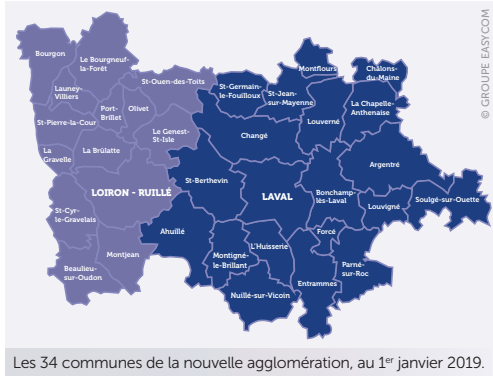 © GROUPE EASYCOM
Bourgon
Le Bourgneuf-
la-Forêt
Launey-
Villiers
St-Ouen-des-Toits
Port-
Brillet
Olivet
St-Pierre-la-Cour
Le Genest-
St-Isle
La
Gravelle
La Brûlatte
LOIRON - RUILLÉ
St-Cyr-
le-Gravelais
Montjean
Beaulieu-
sur-Oudon
Montflours
Châlons-
du-Maine
St-Germain-
le-Fouilloux
St-Jean-
sur-Mayenne
Louverné
La Chapelle-
Anthenaise
Changé
Argentré
St-Berthevin
LAVAL
Bonchamp-
lès-Laval
Louvigné
Soulgé-sur-Ouette
Ahuillé
L'Huisserie
Forcé
Montigné-
le-Brillant
Parné-
sur-Roc
Entrammes
Nuillé-sur-Vicoin
Les 34 communes de la nouvelle agglomération, au 1er janvier 2019.